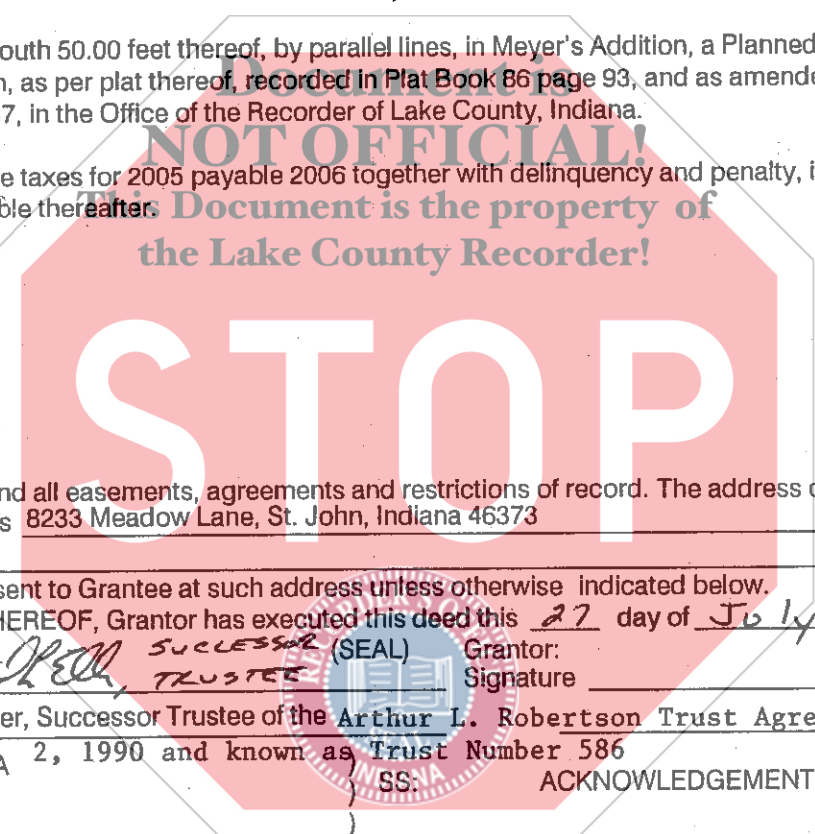 outh 50.00 feet thereof, by parallel lines, in Meyer's Addition, a Planned
n, as per plat thereof, recorded in Plat Book 86 page 93, and as amende
Document is
7, in the Office of the Recorder of Lake County, Indiana.
NOT OFFICIAL!
e taxes for 2005 payable 2006 together with delinquency and penalty, i
ble thereafter.
This Document is the property of
the Lake County Recorder!
STOP
nd all easements, agreements and restrictions of record. The address o
s 8233 Meadow Lane, St. John, Indiana 46373
sent to Grantee at such address unless otherwise indicated below.
HEREOF, Grantor has executed this deed this 27 day of July
SUCCESSOR (SEAL) Grantor:
TRUSTEE Signature
er, Successor Trustee of the Arthur L. Robertson Trust Agre
A 2, 1990 and known as Trust Number 586
SS: ACKNOWLEDGEMENT
SEAL
INDIANA